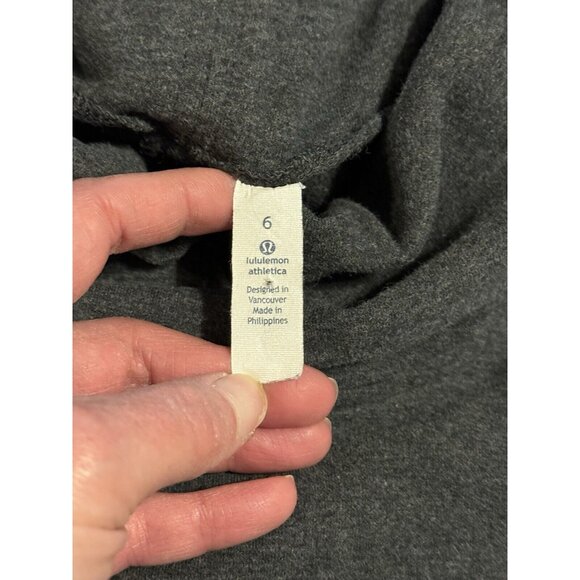 6
lululemon
athletica
Designed in
Vancouver
Made in
Philippines